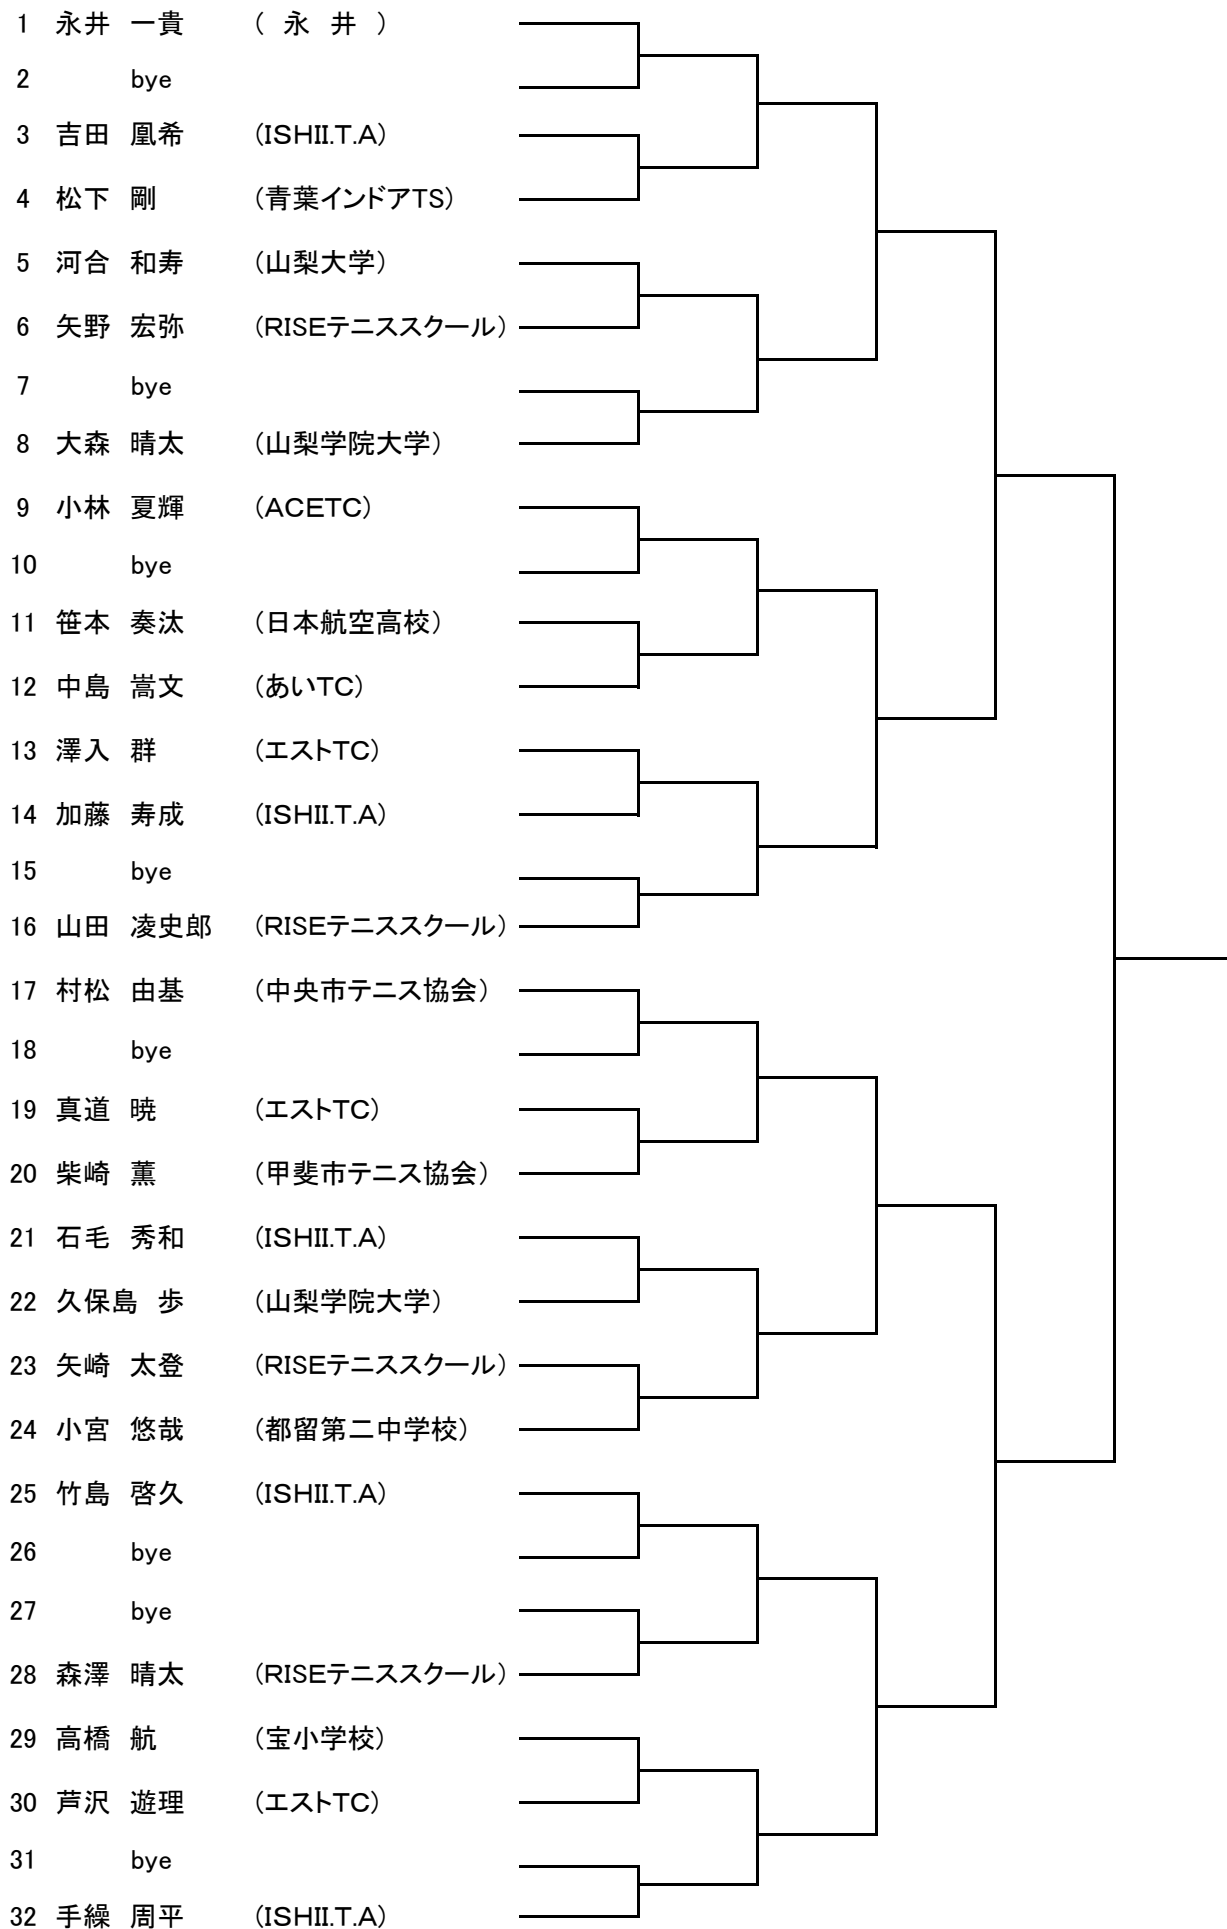 1 永井 一貴 ( 永 井 )
2 bye
3 吉田 凰希 (ISHII.T.A)
4 松下 剛 (青葉インドアTS)
5 河合 和寿 (山梨大学)
6 矢野 宏弥 (RISEテニススクール)
7 bye
8 大森 晴太 (山梨学院大学)
9 小林 夏輝 (ACETC)
10 bye
11 笹本 奏汰 (日本航空高校)
12 中島 嵩文 (あいTC)
13 澤入 群 (エストTC)
14 加藤 寿成 (ISHII.T.A)
15 bye
16 山田 凌史郎 (RISEテニススクール)
17 村松 由基 (中央市テニス協会)
18 bye
19 真道 暁 (エストTC)
20 柴崎 薫 (甲斐市テニス協会)
21 石毛 秀和 (ISHII.T.A)
22 久保島 歩 (山梨学院大学)
23 矢崎 太登 (RISEテニススクール)
24 小宮 悠哉 (都留第二中学校)
25 竹島 啓久 (ISHII.T.A)
26 bye
27 bye
28 森澤 晴太 (RISEテニススクール)
29 高橋 航 (宝小学校)
30 芦沢 遊理 (エストTC)
31 bye
32 手繰 周平 (ISHII.T.A)